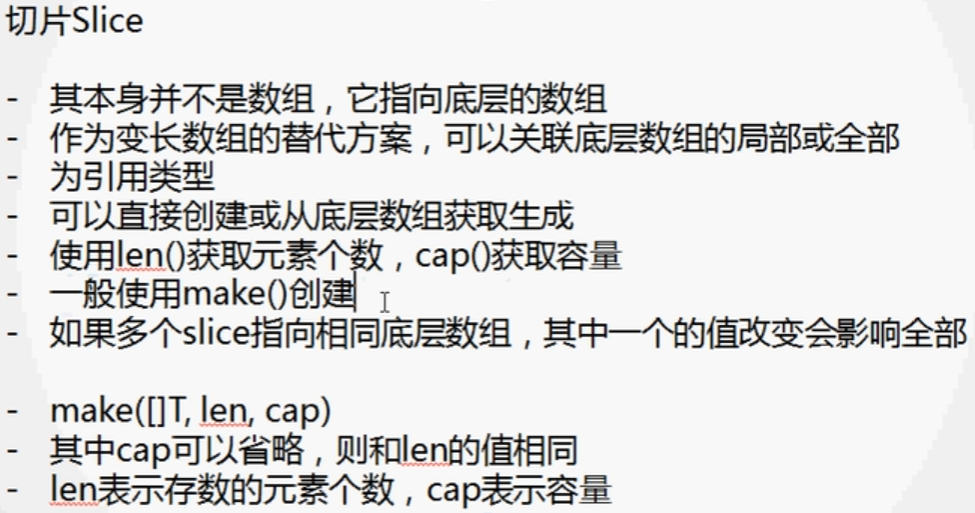 切片Slice
- 其本身并不是数组，它指向底层的数组
- 作为变长数组的替代方案，可以关联底层数组的局部或全部
- 为引用类型
- 可以直接创建或从底层数组获取生成
- 使用len()获取元素个数，cap()获取容量
- 一般使用make()创建
- 如果多个slice指向相同底层数组，其中一个的值改变会影响全部
- make([]T, len, cap)
- 其中cap可以省略，则和len的值相同
- len表示存数的元素个数，cap表示容量